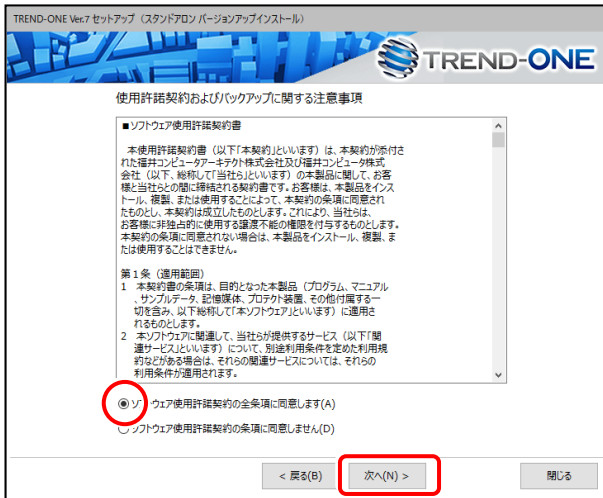 TREND-ONE Ver.7 セットアップ（スタンドアロン バージョンアップインストール）
TREND-ONE
使用許諾契約およびバックアップに関する注意事項
■ソフトウェア使用許諾契約書
本使用許諾契約書（以下「本契約」といいます）は、本契約が添付さ
れた福井コンピュータアーキテクト株式会社及び福井コンピュータ株式
会社（以下、総称して「当社ら」といいます）の本製品に関して、お客
様と当社らとの間に締結される契約書です。お客様は、本製品をインス
トール、複製、または使用することによって、本契約の条項に同意され
たものとし、本契約は成立したものとします。これにより、当社らは、
お客様に非独占的に使用する譲渡不能の権限を付与するものとします。
本契約の条項に同意されない場合は、本製品をインストール、複製、ま
たは使用することはできません。
第１条（適用範囲）
1 本契約書の条項は、目的となった本製品（プログラム、マニュアル
、サンプルデータ、記憶媒体、プロテクト装置、その他付属する一
切を含み、以下総称して「本ソフトウェア」といいます）に適用さ
れるものとします。
2 本ソフトウェアに関連して、当社らが提供するサービス（以下「関
連サービス」といいます）について、別途利用条件を定めた利用規
約などがある場合は、それらの関連サービスについては、それらの
利用条件が適用されます。
ソフトウェア使用許諾契約の全条項に同意します(A)
ソフトウェア使用許諾契約の条項に同意しません(D)
< 戻る(B)
次へ(N) >
閉じる